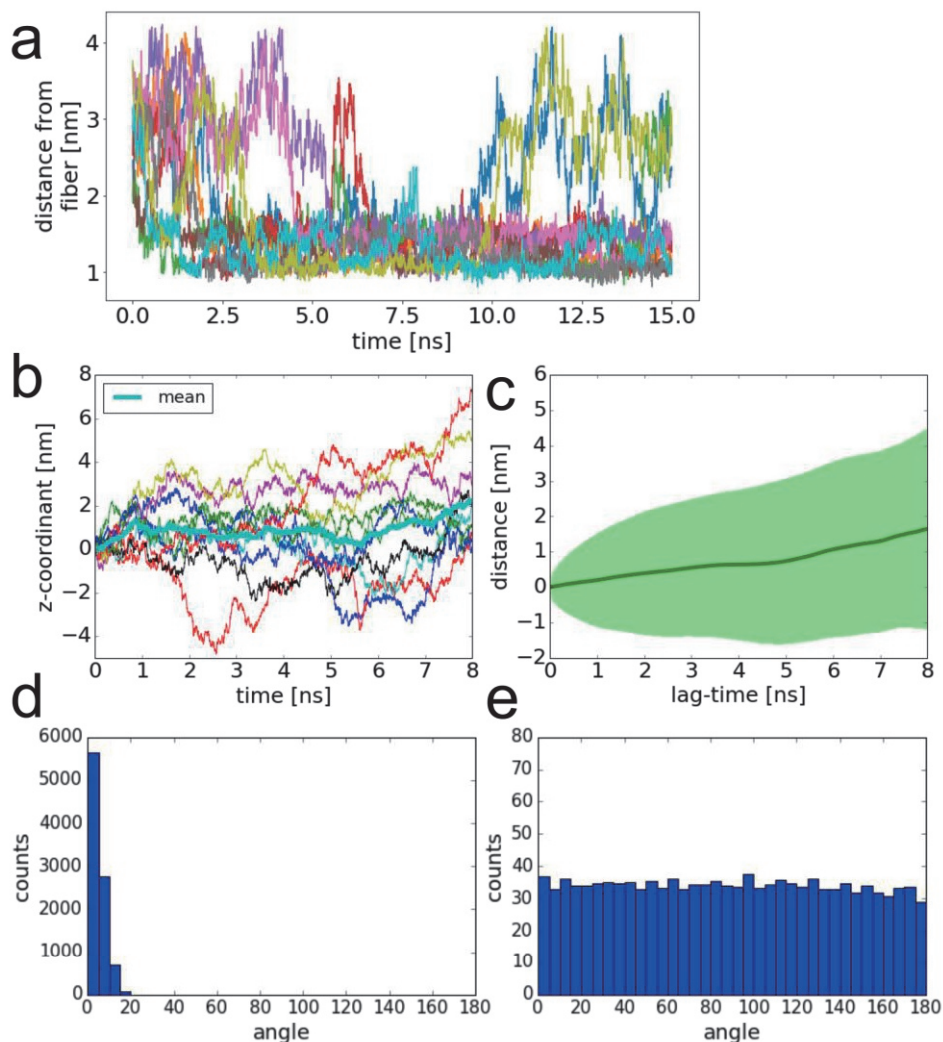 a
distance from
fiber [nm]
4
3
2
1
0.0 2.5 5.0 7.5 10.0 12.5 15.0
time [ns]
b
z-coordinant [nm]
8
6
4
2
0
−2
−4
mean
0 1 2 3 4 5 6 7 8
time [ns]
c
distance [nm]
6
5
4
3
2
1
0
−1
−2
0 1 2 3 4 5 6 7 8
lag-time [ns]
d
counts
6000
5000
4000
3000
2000
1000
0
0 20 40 60 80 100 120 140 160 180
angle
e
counts
80
70
60
50
40
30
20
10
0
0 20 40 60 80 100 120 140 160 180
angle